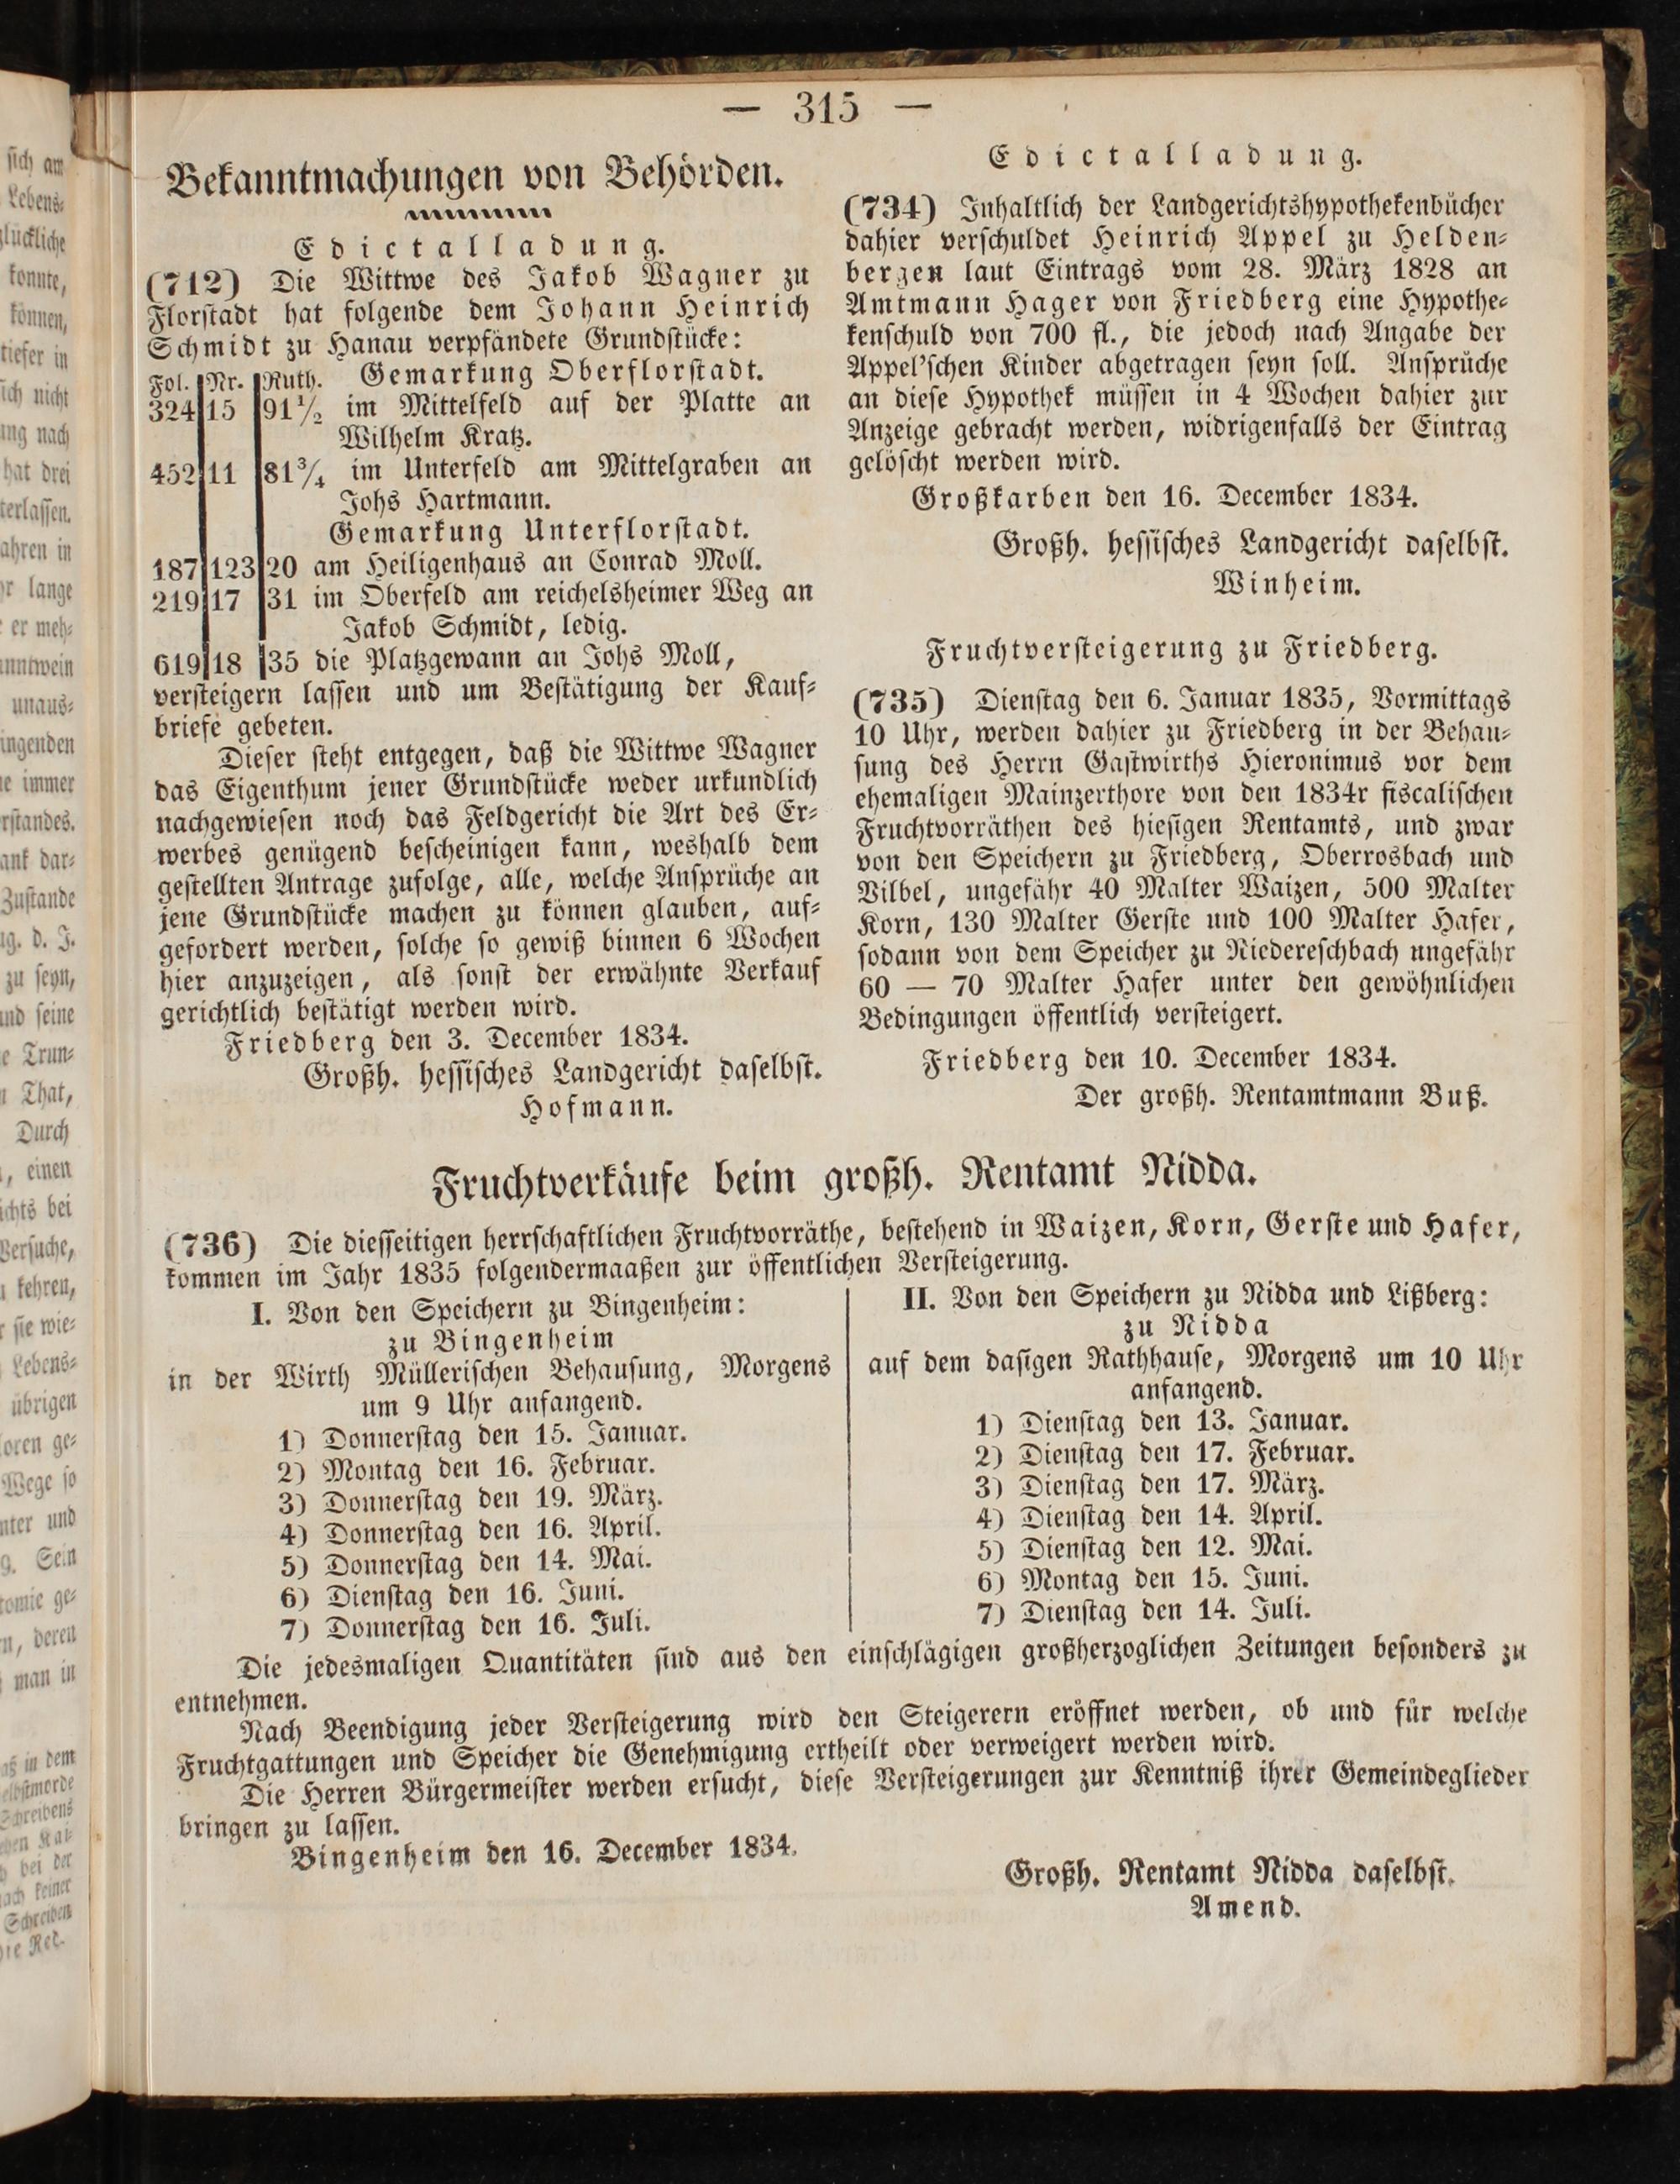 — 315 —
Bekanntmachungen von Behörden.
Edictalladung.
(712) Die Wittwe des Jakob Wagner zu
Florstadt hat folgende dem Johann Heinrich
Schmidt zu Hanau verpfändete Grundstücke:
Fol. Nr. Ruth. Gemarkung Oberflorstadt.
324 15 91½ im Mittelfeld auf der Platte an
Wilhelm Kratz.
452 11 81¾ im Unterfeld am Mittelgraben an
Johs Hartmann.
Gemarkung Unterflorstadt.
187 123 20 am Heiligenhaus an Conrad Moll.
219 17 31 im Oberfeld am reichelsheimer Weg an
Jakob Schmidt, ledig.
619 18 35 die Platzgewann an Johs Moll,
versteigern lassen und um Bestätigung der Kauf-
briefe gebeten.
Dieser steht entgegen, daß die Wittwe Wagner
das Eigenthum jener Grundstücke weder urkundlich
nachgewiesen noch das Feldgericht die Art des Er-
werbes genügend bescheinigen kann, weshalb dem
gestellten Antrage zufolge, alle, welche Ansprüche an
jene Grundstücke machen zu können glauben, auf-
gefordert werden, solche so gewiß binnen 6 Wochen
hier anzuzeigen, als sonst der erwähnte Verkauf
gerichtlich bestätigt werden wird.
Friedberg den 3. December 1834.
Großh. hessisches Landgericht daselbst.
Hofmann.
Edictalladung.
(734) Inhaltlich der Landgerichtshypothekenbücher
dahier verschuldet Heinrich Appel zu Helden-
bergen laut Eintrags vom 28. März 1828 an
Amtmann Hager von Friedberg eine Hypothe-
kenschuld von 700 fl., die jedoch nach Angabe der
Appel'schen Kinder abgetragen seyn soll. Ansprüche
an diese Hypothek müssen in 4 Wochen dahier zur
Anzeige gebracht werden, widrigenfalls der Eintrag
gelöscht werden wird.
Großkarben den 16. December 1834.
Großh. hessisches Landgericht daselbst.
Winheim.
Fruchtversteigerung zu Friedberg.
(735) Dienstag den 6. Januar 1835, Vormittags
10 Uhr, werden dahier zu Friedberg in der Behau-
sung des Herrn Gastwirths Hieronimus vor dem
ehemaligen Mainzerthore von den 1834r fiscalischen
Fruchtvorräthen des hiesigen Rentamts, und zwar
von den Speichern zu Friedberg, Oberrosbach und
Vilbel, ungefähr 40 Malter Waizen, 500 Malter
Korn, 130 Malter Gerste und 100 Malter Hafer,
sodann von dem Speicher zu Niedereschbach ungefähr
60 — 70 Malter Hafer unter den gewöhnlichen
Bedingungen öffentlich versteigert.
Friedberg den 10. December 1834.
Der großh. Rentamtmann Buß.
Fruchtverkäufe beim großh. Rentamt Nidda.
(736) Die diesseitigen herrschaftlichen Fruchtvorräthe, bestehend in Waizen, Korn, Gerste und Hafer,
kommen im Jahr 1835 folgendermaaßen zur öffentlichen Versteigerung.
I. Von den Speichern zu Bingenheim:
zu Bingenheim
in der Wirth Müllerischen Behausung, Morgens
um 9 Uhr anfangend.
1) Donnerstag den 15. Januar.
2) Montag den 16. Februar.
3) Donnerstag den 19. März.
4) Donnerstag den 16. April.
5) Donnerstag den 14. Mai.
6) Dienstag den 16. Juni.
7) Donnerstag den 16. Juli.
II. Von den Speichern zu Nidda und Lißberg:
zu Nidda
auf dem dasigen Rathhause, Morgens um 10 Uhr
anfangend.
1) Dienstag den 13. Januar.
2) Dienstag den 17. Februar.
3) Dienstag den 17. März.
4) Dienstag den 14. April.
5) Dienstag den 12. Mai.
6) Montag den 15. Juni.
7) Dienstag den 14. Juli.
Die jedesmaligen Quantitäten sind aus den einschlägigen großherzoglichen Zeitungen besonders zu
entnehmen.
Nach Beendigung jeder Versteigerung wird den Steigerern eröffnet werden, ob und für welche
Fruchtgattungen und Speicher die Genehmigung ertheilt oder verweigert werden wird.
Die Herren Bürgermeister werden ersucht, diese Versteigerungen zur Kenntniß ihrer Gemeindeglieder
bringen zu lassen.
Bingenheim den 16. December 1834.
Großh. Rentamt Nidda daselbst.
Amend.